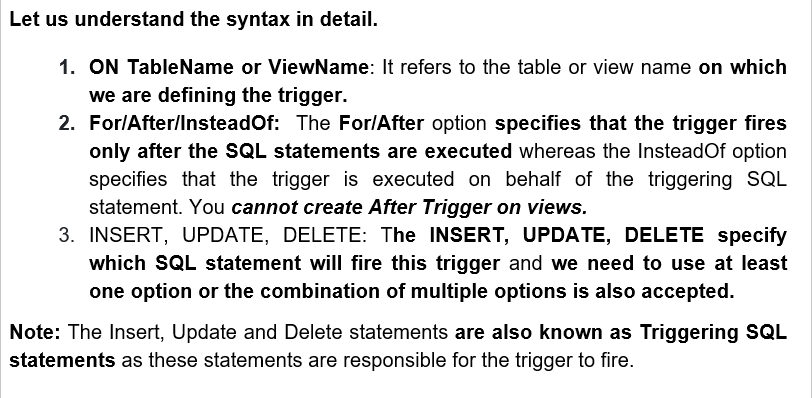 Let us understand the syntax in detail.
1. ON TableName or ViewName: It refers to the table or view name on which
we are defining the trigger.
2. For/After/InsteadOf: The For/After option specifies that the trigger fires
only after the SQL statements are executed whereas the InsteadOf option
specifies that the trigger is executed on behalf of the triggering SQL
statement. You cannot create After Trigger on views.
3. INSERT, UPDATE, DELETE: The INSERT, UPDATE, DELETE specify
which SQL statement will fire this trigger and we need to use at least
one option or the combination of multiple options is also accepted.
Note: The Insert, Update and Delete statements are also known as Triggering SQL
statements as these statements are responsible for the trigger to fire.